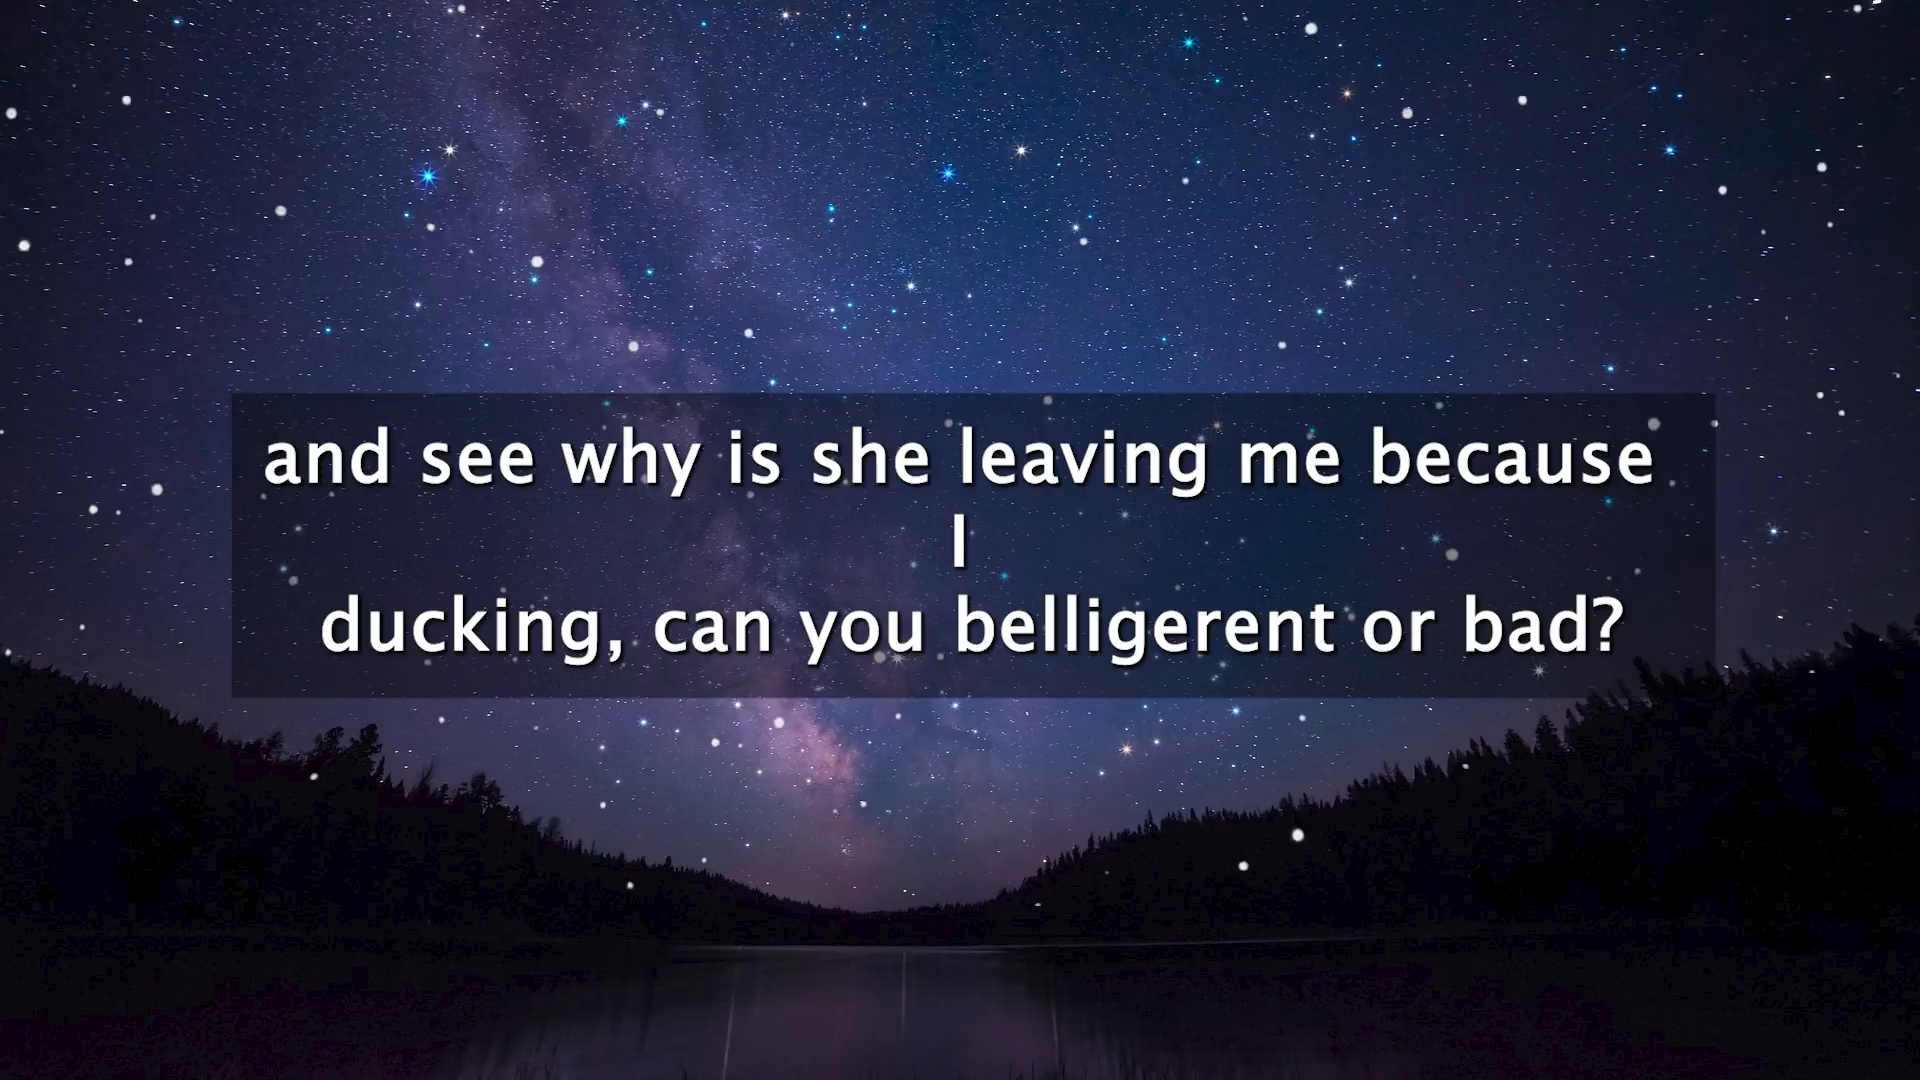 and see why is she leaving me because
I
ducking, can you belligerent or bad?